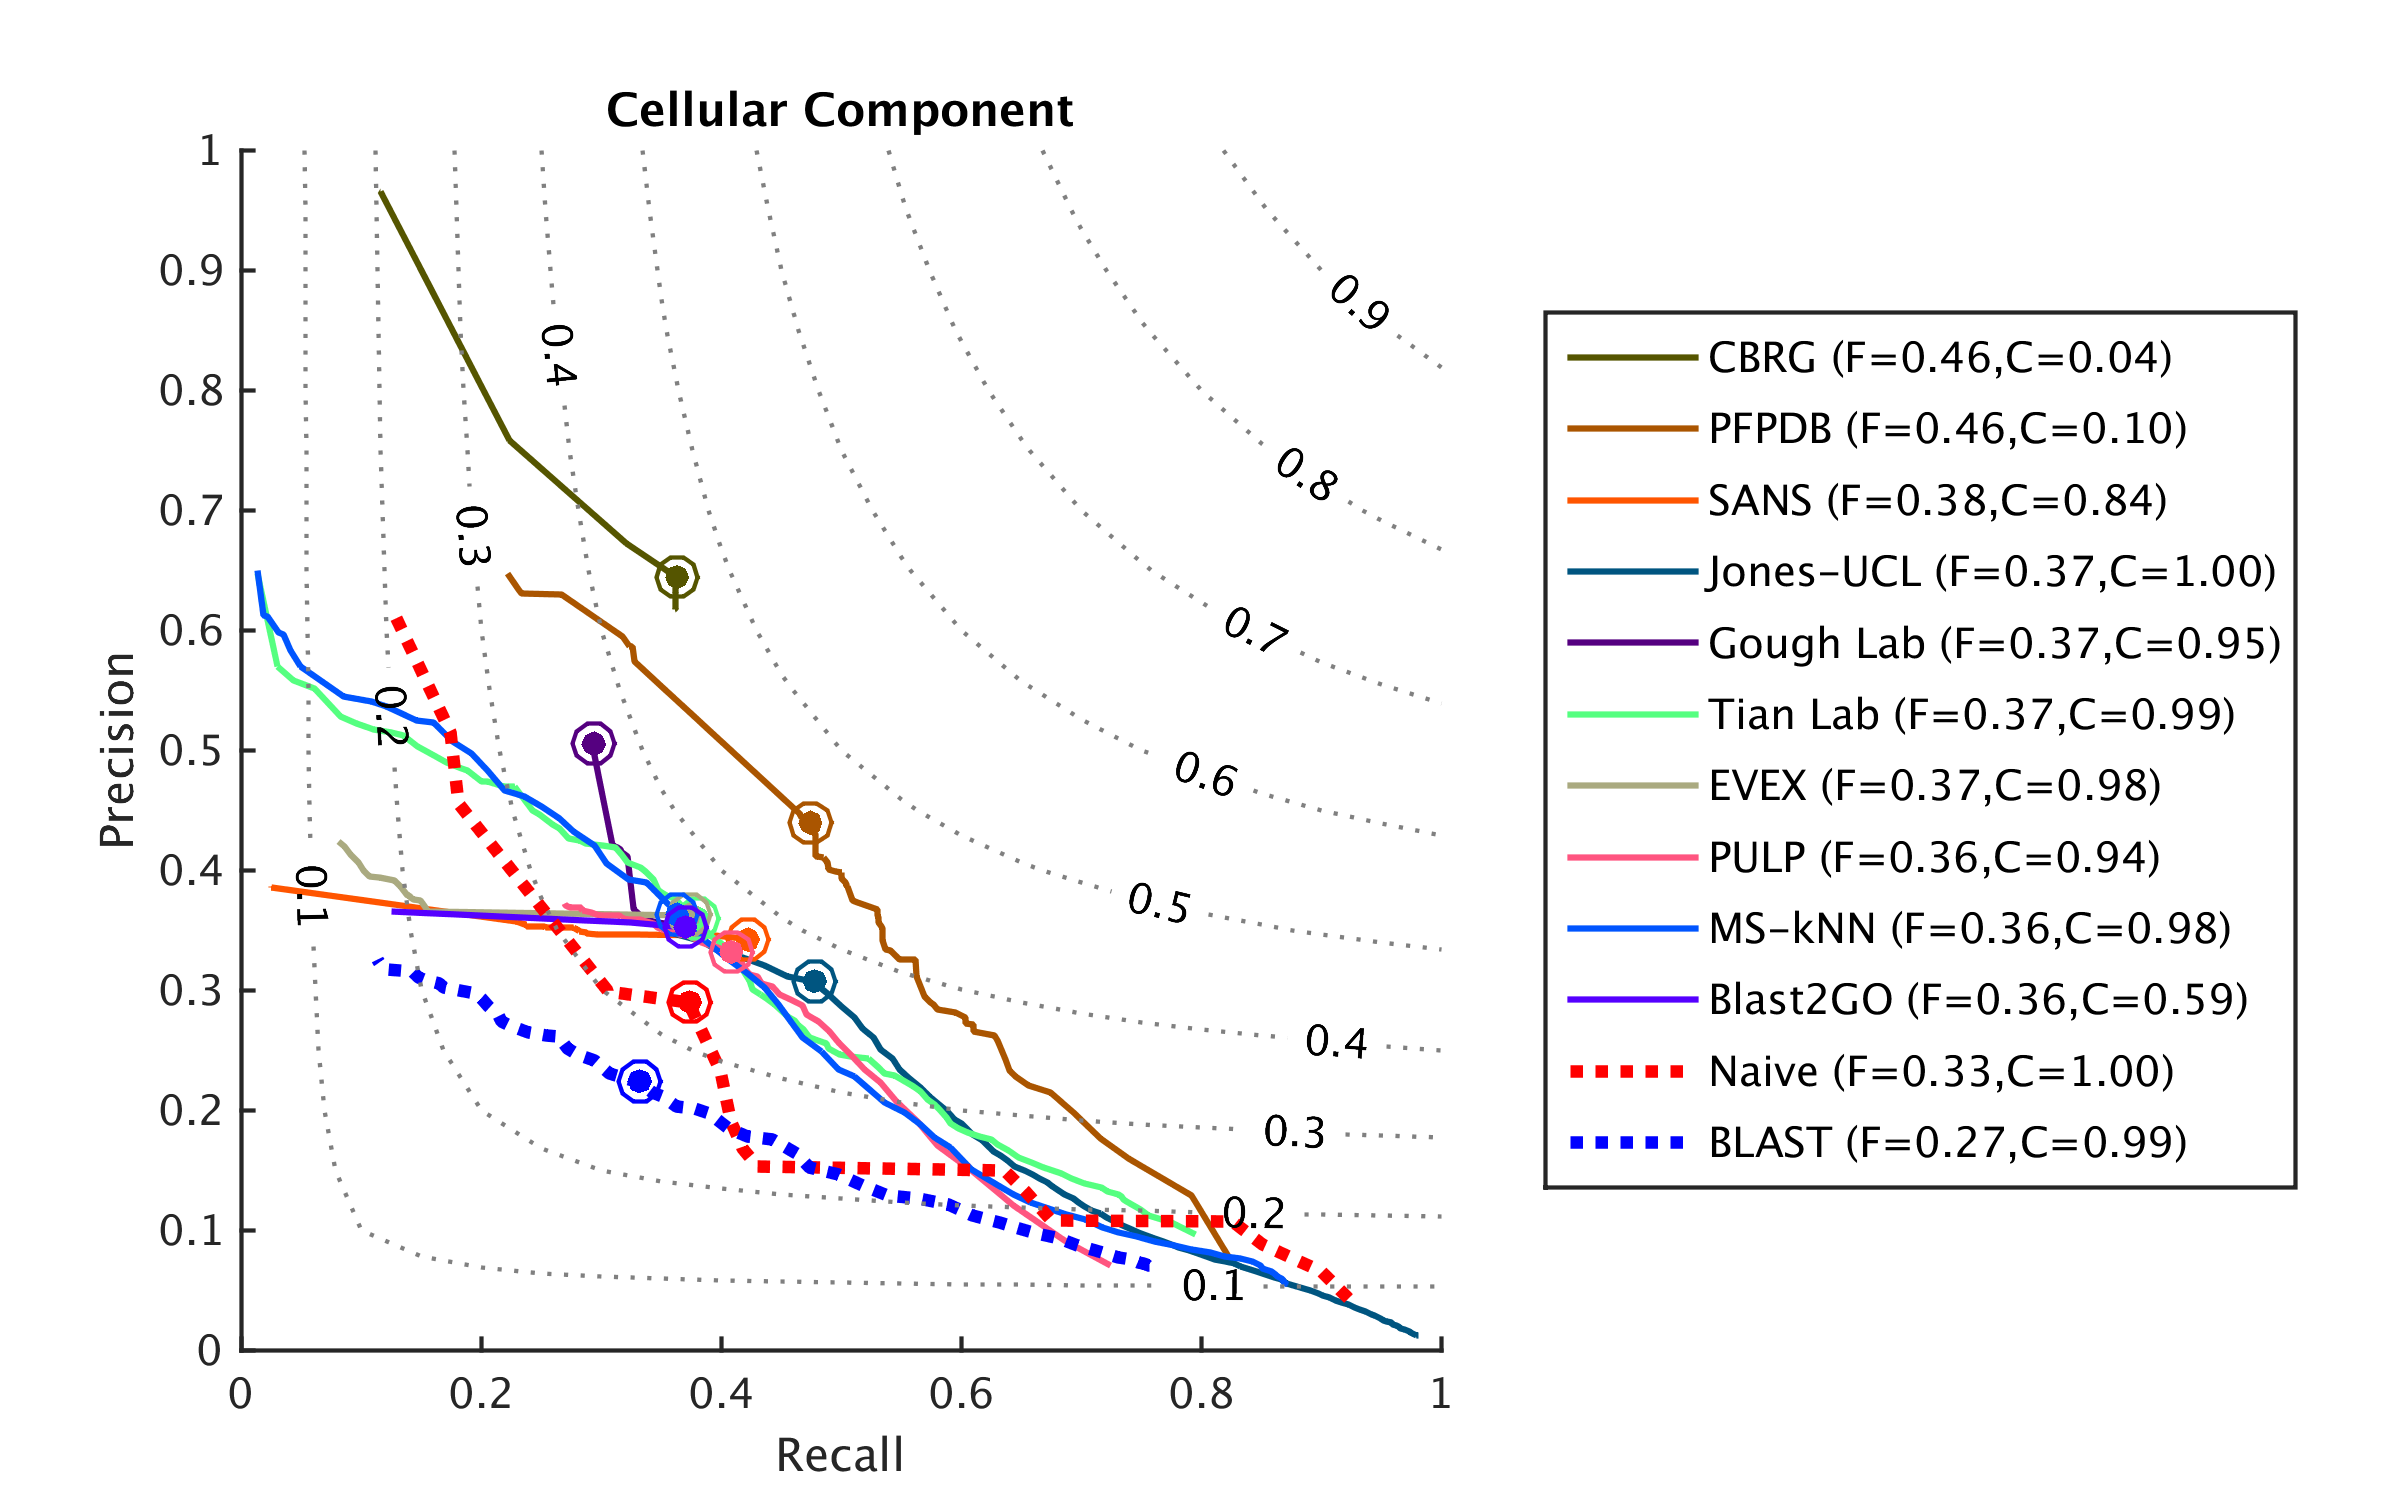 Cellular Component
Precision
1
0.9
0.8
0.7
0.6
0.5
0.4
0.3
0.2
0.1
0
0
0.2
0.4
0.6
0.8
1
Recall
0.4
0.3
0.2
0.1
0.9
0.8
0.7
0.6
0.5
0.4
0.3
0.2
0.1
CBRG (F=0.46,C=0.04)
PFPDB (F=0.46,C=0.10)
SANS (F=0.38,C=0.84)
Jones-UCL (F=0.37,C=1.00)
Gough Lab (F=0.37,C=0.95)
Tian Lab (F=0.37,C=0.99)
EVEX (F=0.37,C=0.98)
PULP (F=0.36,C=0.94)
MS-kNN (F=0.36,C=0.98)
Blast2GO (F=0.36,C=0.59)
Naive (F=0.33,C=1.00)
BLAST (F=0.27,C=0.99)